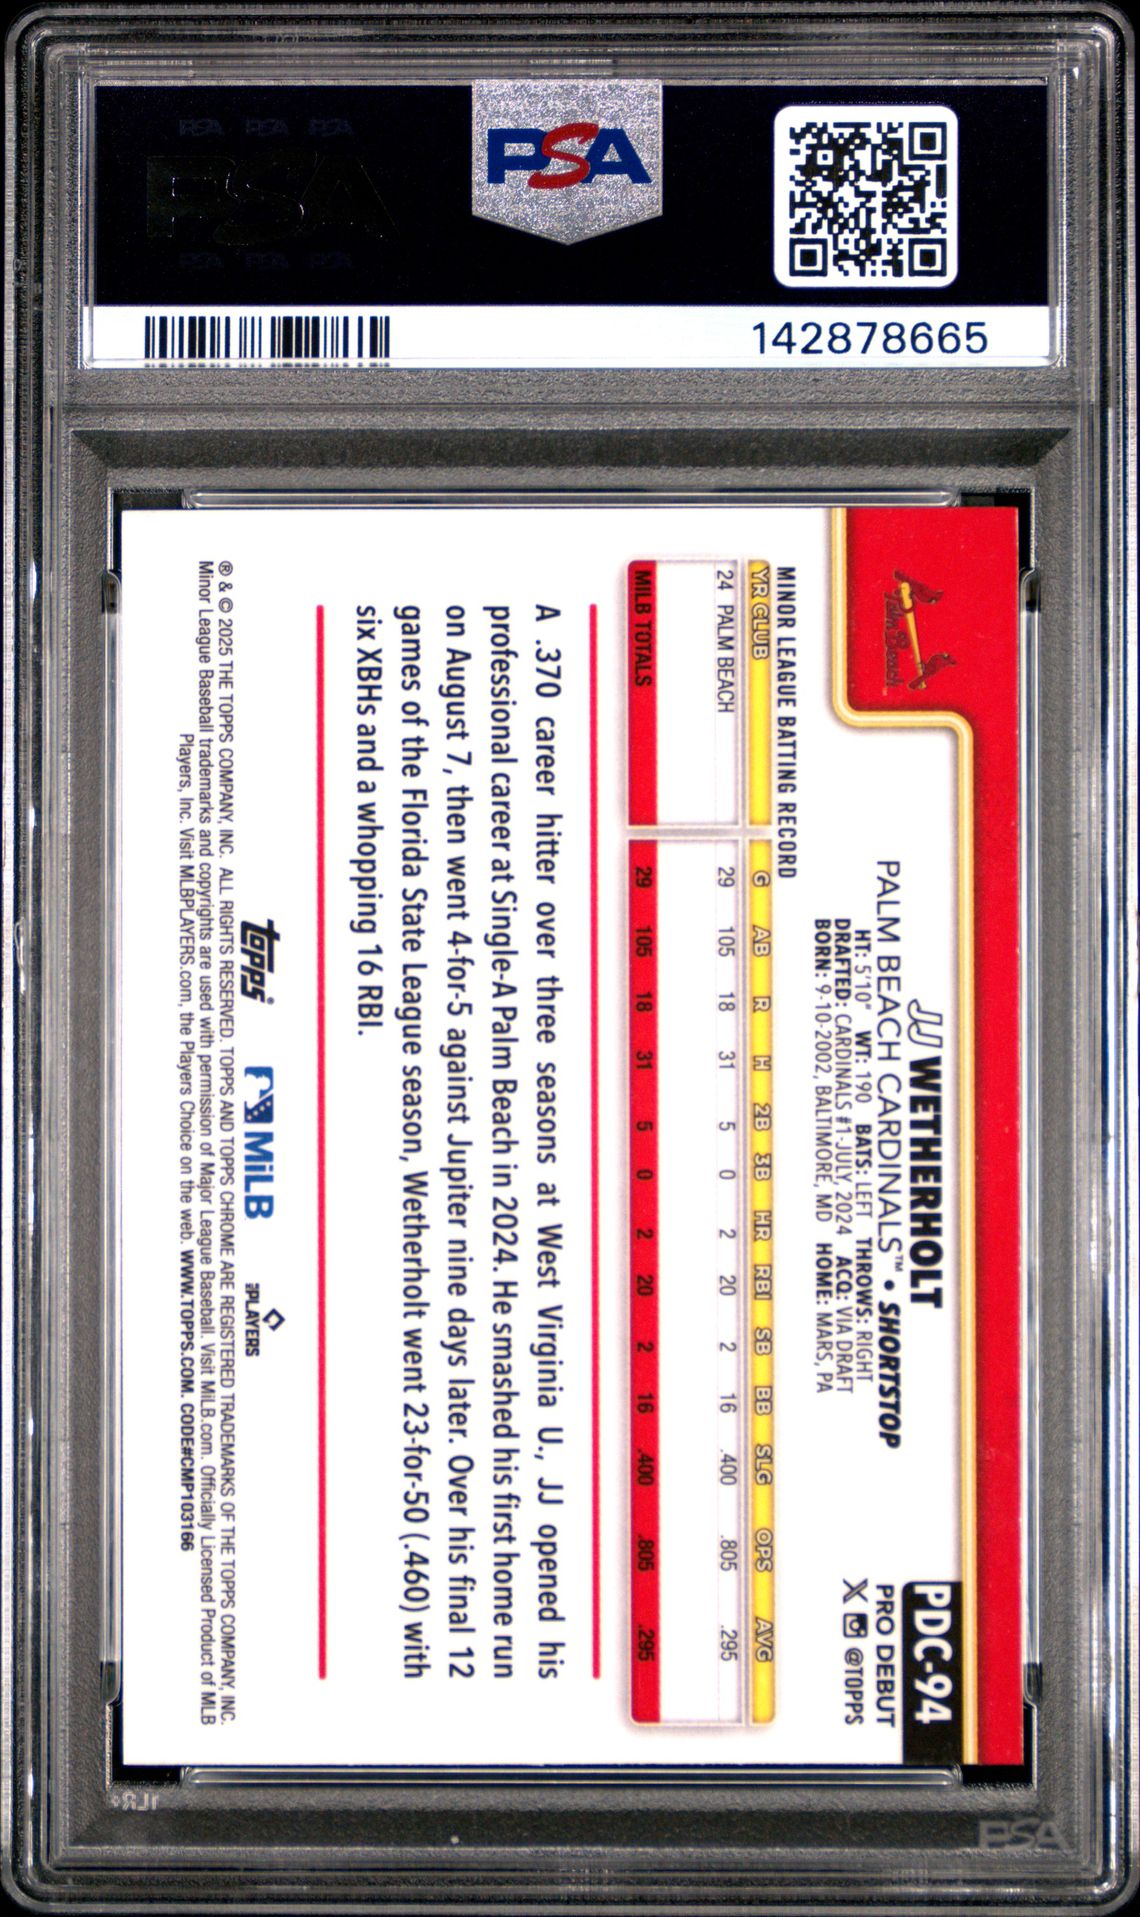 PSA
142878665
PDC-94
PRO DEBUT
@TOPPS
JJ WETHERHOLT
PALM BEACH CARDINALS™ • SHORTSTOP
HT: 5'10" WT: 190 BATS: LEFT THROWS: RIGHT
DRAFTED: CARDINALS #1-JULY, 2024 ACQ: VIA DRAFT
BORN: 9-10-2002, BALTIMORE, MD HOME: MARS, PA
Palm Beach
MINOR LEAGUE BATTING RECORD
YR CLUB G AB R H 2B 3B HR RBI SB BB SLG OPS AVG
24 PALM BEACH 29 105 18 31 5 0 2 20 2 16 .400 .805 .295
MILB TOTALS 29 105 18 31 5 0 2 20 2 16 .400 .805 .295
A .370 career hitter over three seasons at West Virginia U., JJ opened his
professional career at Single-A Palm Beach in 2024. He smashed his first home run
on August 7, then went 4-for-5 against Jupiter nine days later. Over his final 12
games of the Florida State League season, Wetherholt went 23-for-50 (.460) with
six XBHs and a whopping 16 RBI.
topps MiLB PLAYERS
® & © 2025 THE TOPPS COMPANY, INC. ALL RIGHTS RESERVED. TOPPS AND TOPPS CHROME ARE REGISTERED TRADEMARKS OF THE TOPPS COMPANY, INC.
Minor League Baseball trademarks and copyrights are used with permission of Major League Baseball. Visit MiLB.com. Officially Licensed Product of MLB
Players, Inc. Visit MLBPLAYERS.com, the Players Choice on the web. WWW.TOPPS.COM. CODE#CMP103166
PSA